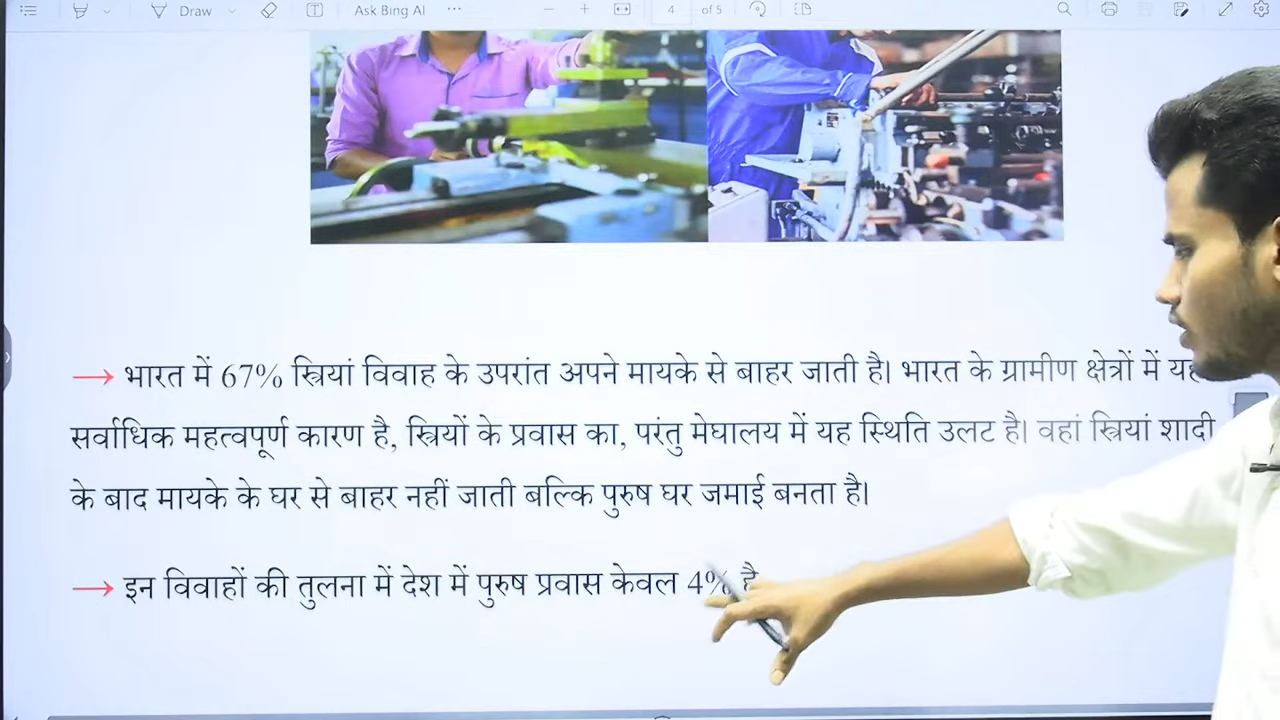 Draw
Ask Bing AI
4 of 5
→ भारत में 67% स्त्रियां विवाह के उपरांत अपने मायके से बाहर जाती है। भारत के ग्रामीण क्षेत्रों में यह
सर्वाधिक महत्वपूर्ण कारण है, स्त्रियों के प्रवास का, परंतु मेघालय में यह स्थिति उलट है। वहां स्त्रियां शादी
के बाद मायके के घर से बाहर नहीं जाती बल्कि पुरुष घर जमाई बनता है।
→ इन विवाहों की तुलना में देश में पुरुष प्रवास केवल 4% है